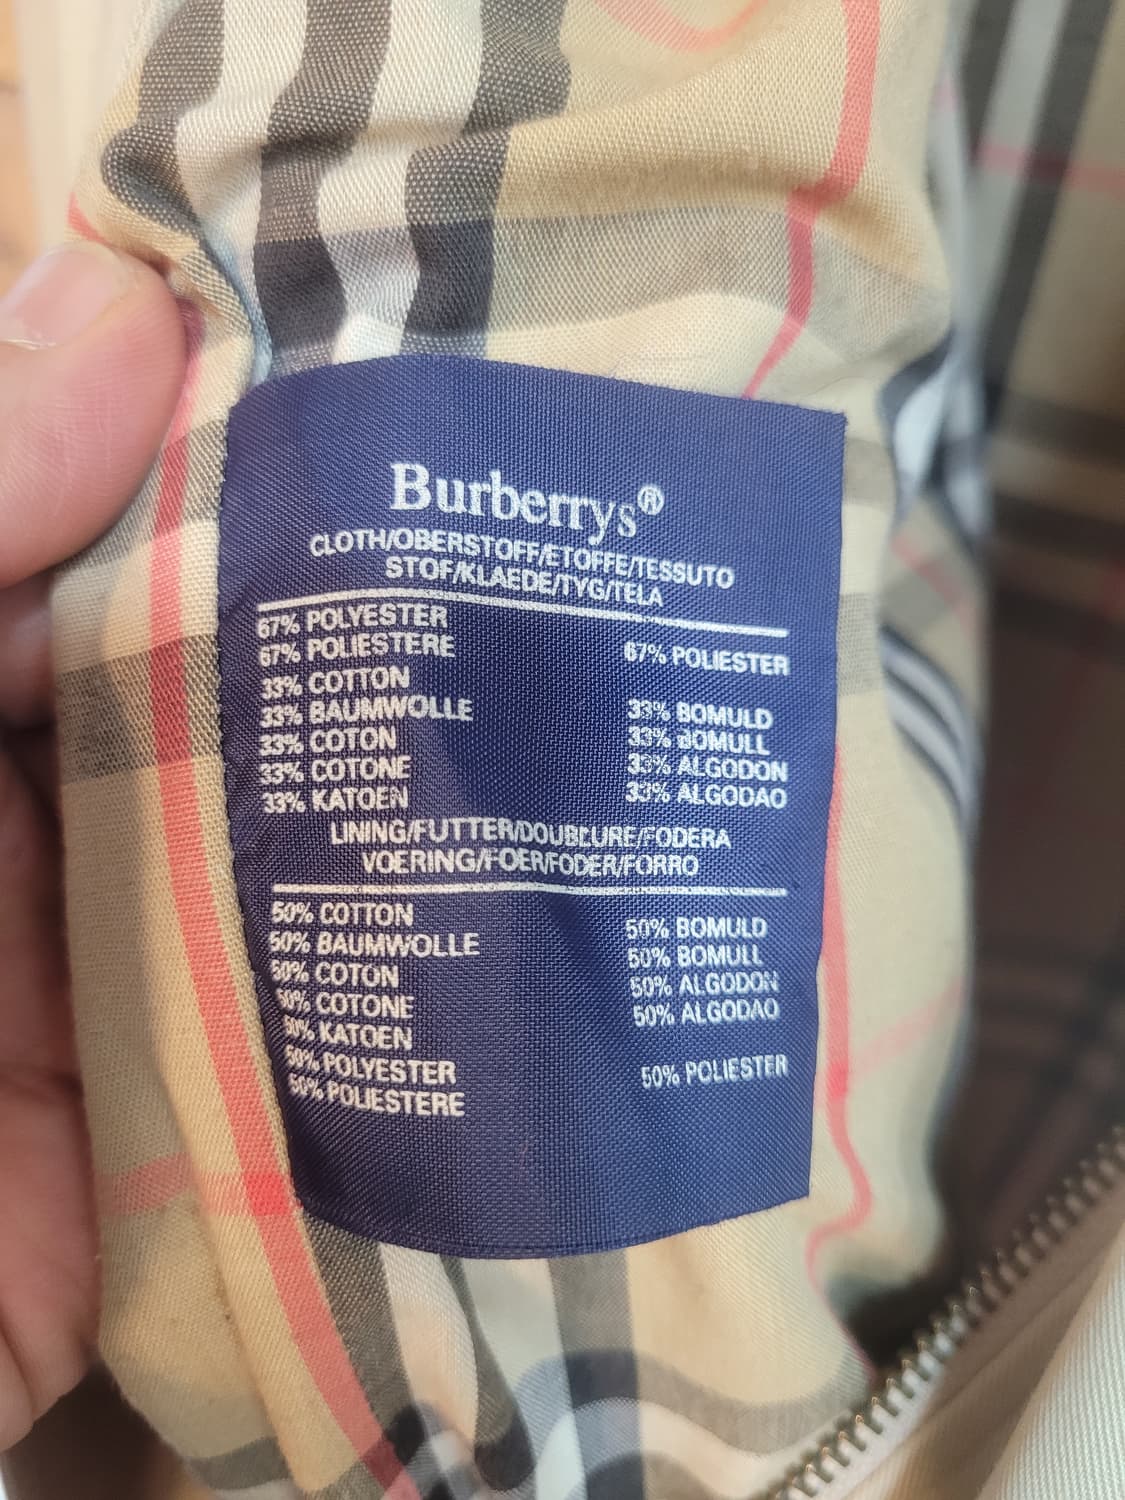 Burberrys®
CLOTH/OBERSTOFF/ETOFFE/TESSUTO
STOF/KLAEDE/TYG/TELA
67% POLYESTER
67% POLIESTERE
67% POLIESTER
33% COTTON
33% BAUMWOLLE
33% COTON
33% COTONE
33% KATOEN
33% BOMULD
33% BOMULL
33% ALGODON
33% ALGODAO
LINING/FUTTER/DOUBLURE/FODERA
VOERING/FOER/FODER/FORRO
50% COTTON
50% BAUMWOLLE
50% COTON
50% COTONE
50% KATOEN
50% POLYESTER
50% POLIESTERE
50% BOMULD
50% BOMULL
50% ALGODON
50% ALGODAO
50% POLIESTER